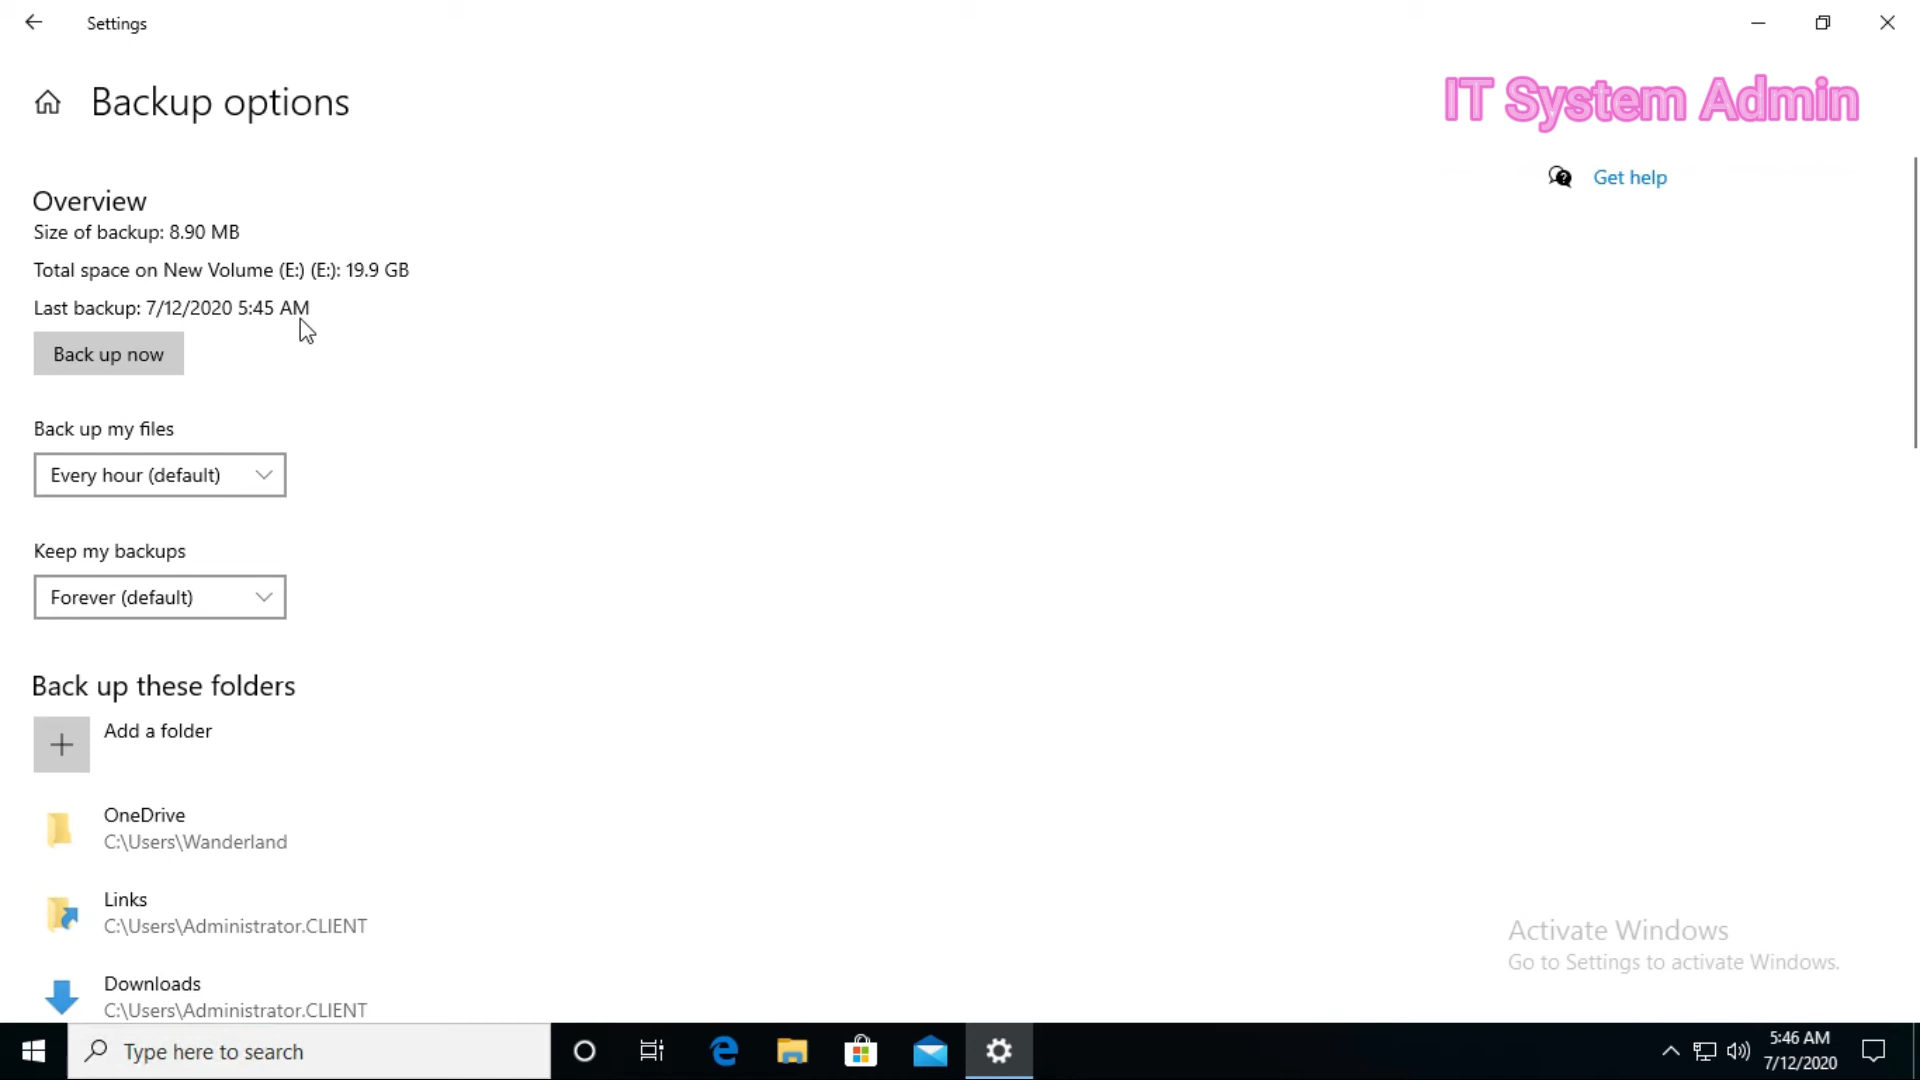 Settings
Backup options
IT System Admin
Get help
Overview
Size of backup: 8.90 MB
Total space on New Volume (E:) (E:): 19.9 GB
Last backup: 7/12/2020 5:45 AM
Back up now
Back up my files
Every hour (default)
Keep my backups
Forever (default)
Back up these folders
Add a folder
OneDrive
C:\Users\Wanderland
Links
C:\Users\Administrator.CLIENT
Downloads
C:\Users\Administrator.CLIENT
Activate Windows
Go to Settings to activate Windows.
Type here to search
5:46 AM
7/12/2020